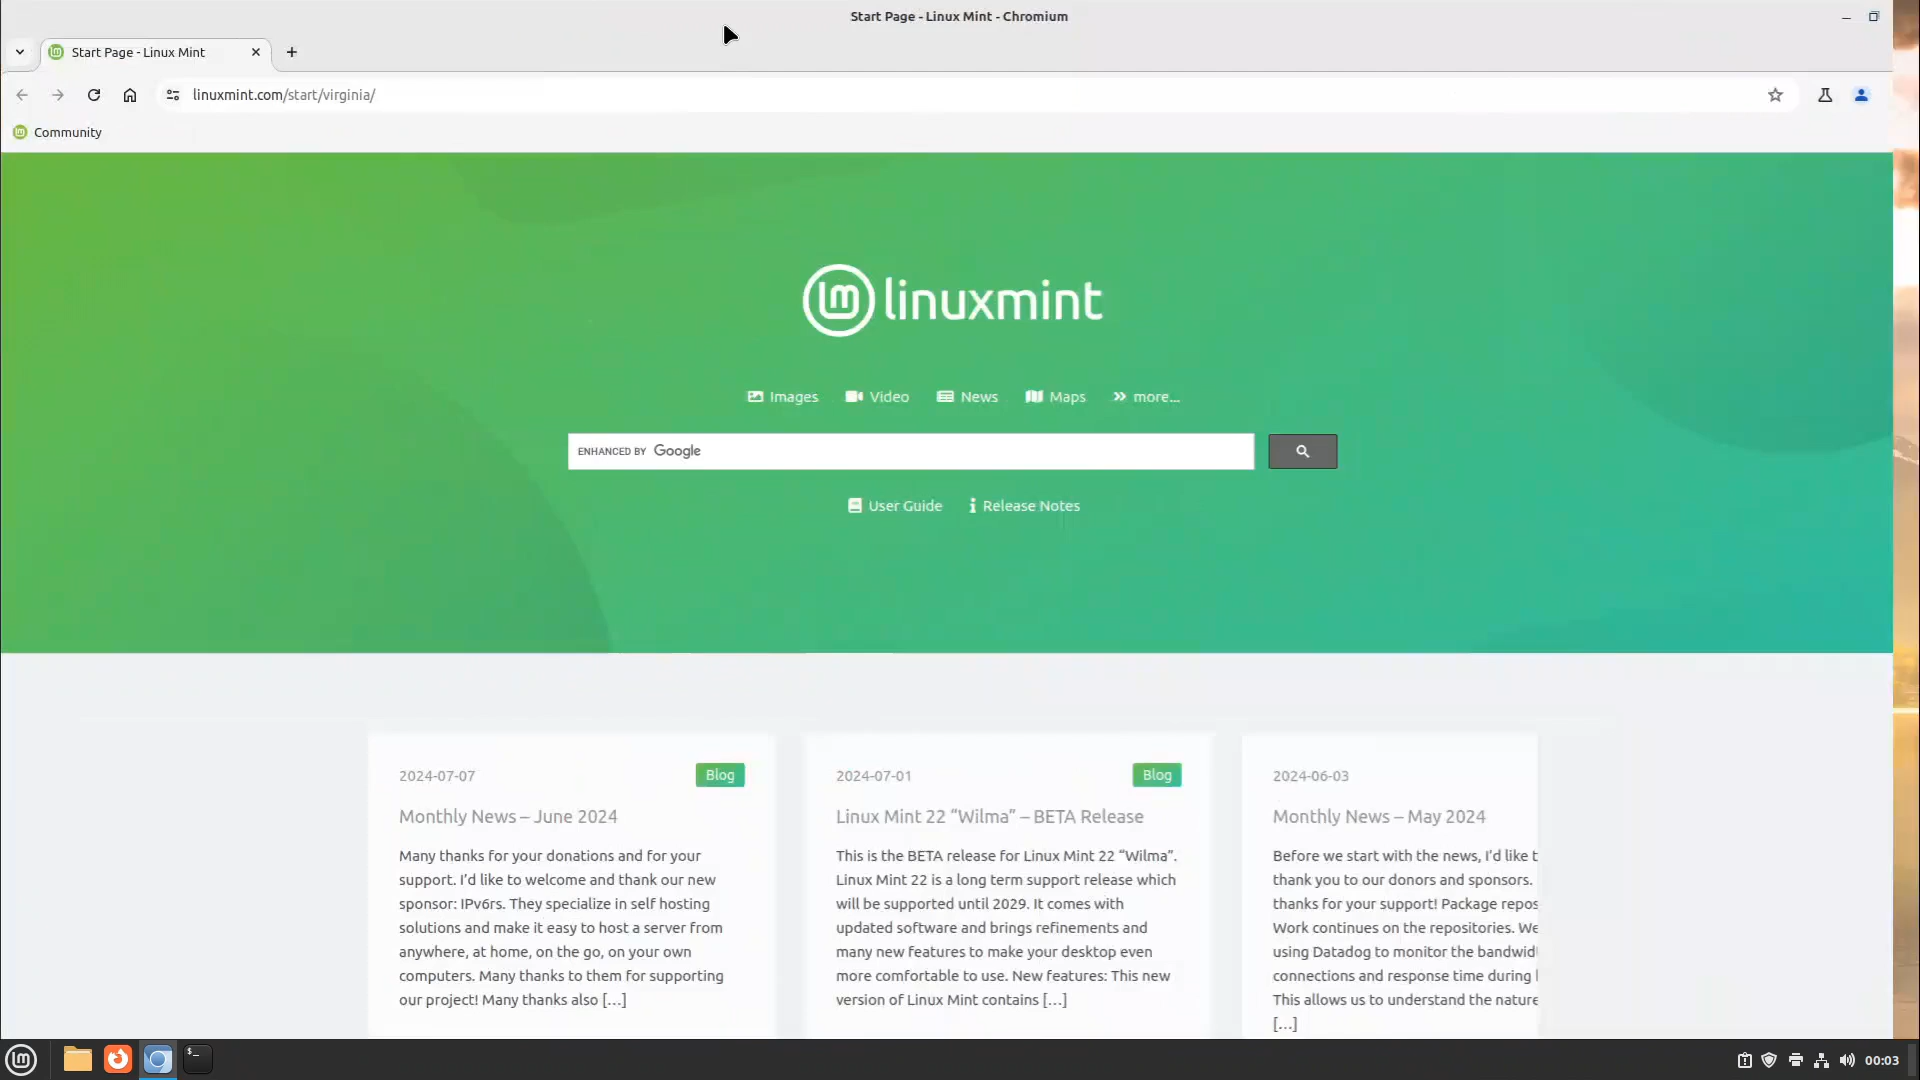 Start Page - Linux Mint - Chromium
Start Page - Linux Mint
linuxmint.com/start/virginia/
Community
linuxmint
Images Video News Maps more...
ENHANCED BY Google
User Guide Release Notes
2024-07-07 Blog
Monthly News – June 2024
Many thanks for your donations and for your
support. I'd like to welcome and thank our new
sponsor: IPv6rs. They specialize in self hosting
solutions and make it easy to host a server from
anywhere, at home, on the go, on your own
computers. Many thanks to them for supporting
our project! Many thanks also [...]
2024-07-01 Blog
Linux Mint 22 “Wilma” – BETA Release
This is the BETA release for Linux Mint 22 “Wilma”.
Linux Mint 22 is a long term support release which
will be supported until 2029. It comes with
updated software and brings refinements and
many new features to make your desktop even
more comfortable to use. New features: This new
version of Linux Mint contains [...]
2024-06-03
Monthly News – May 2024
Before we start with the news, I'd like t
thank you to our donors and sponsors.
thanks for your support! Package repos
Work continues on the repositories. We
using Datadog to monitor the bandwid
connections and response time during
This allows us to understand the nature
[...]
00:03